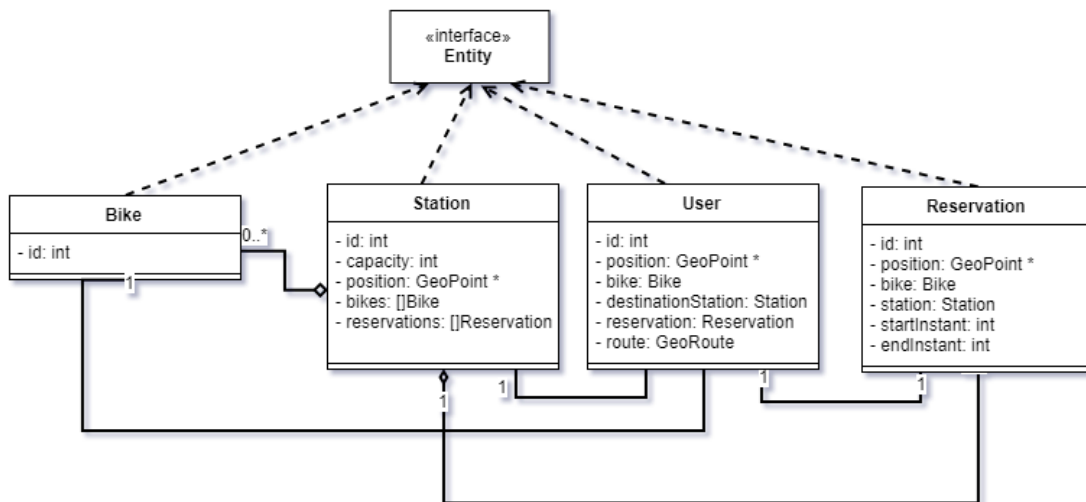 «interface»
Entity
Bike
- id: int
0..*
1
Station
- id: int
- capacity: int
- position: GeoPoint *
- bikes: []Bike
- reservations: []Reservation
1
1
User
- id: int
- position: GeoPoint *
- bike: Bike
- destinationStation: Station
- reservation: Reservation
- route: GeoRoute
1
Reservation
- id: int
- position: GeoPoint *
- bike: Bike
- station: Station
- startInstant: int
- endInstant: int
1